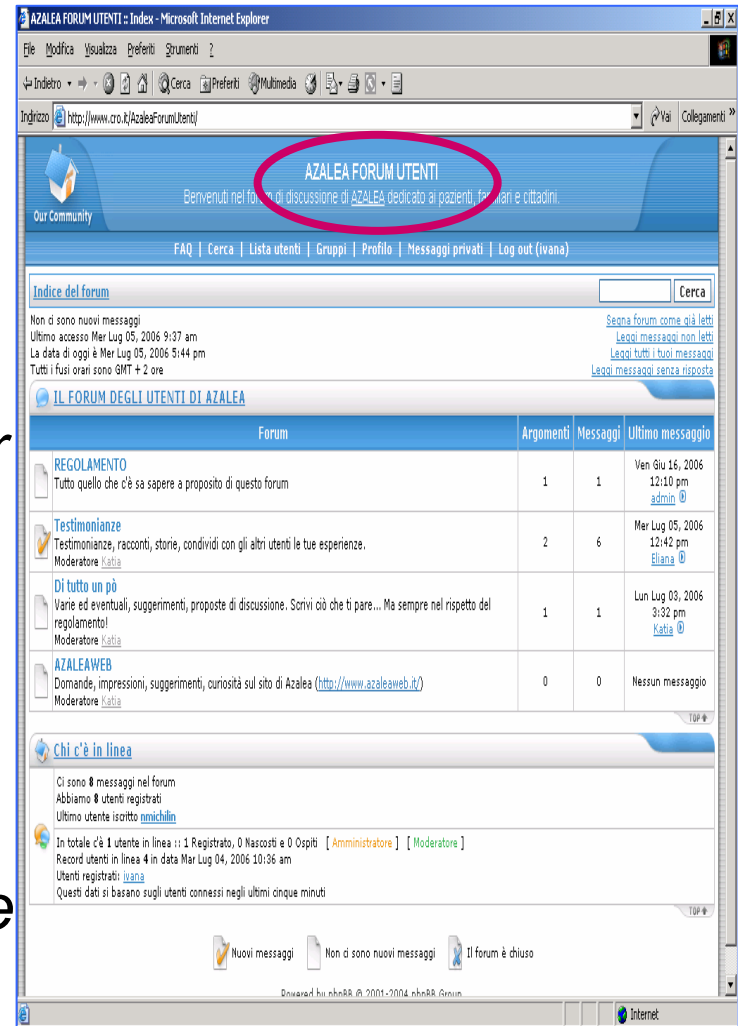 AZALEA FORUM UTENTI :: Index - Microsoft Internet Explorer
File Modifica Visualizza Preferiti Strumenti ?
Indietro Cerca Preferiti Multimedia
Indirizzo http://www.cro.it/AzaleaForumUtenti/ Vai Collegamenti »
AZALEA FORUM UTENTI
Benvenuti nel forum di discussione di AZALEA dedicato ai pazienti, familiari e cittadini.
Our Community
FAQ | Cerca | Lista utenti | Gruppi | Profilo | Messaggi privati | Log out (ivana)
Indice del forum Cerca
Non ci sono nuovi messaggi
Ultimo accesso Mer Lug 05, 2006 9:37 am
La data di oggi è Mer Lug 05, 2006 5:44 pm
Tutti i fusi orari sono GMT + 2 ore
Segna forum come già letti
Leggi messaggi non letti
Leggi tutti i tuoi messaggi
Leggi messaggi senza risposta
IL FORUM DEGLI UTENTI DI AZALEA
Forum Argomenti Messaggi Ultimo messaggio
REGOLAMENTO
Tutto quello che c'è sa sapere a proposito di questo forum
1 1
Ven Giu 16, 2006
12:10 pm
admin
Testimonianze
Testimonianze, racconti, storie, condividi con gli altri utenti le tue esperienze.
Moderatore Katia
2 6
Mer Lug 05, 2006
12:42 pm
Eliana
Di tutto un pò
Varie ed eventuali, suggerimenti, proposte di discussione. Scrivi ciò che ti pare... Ma sempre nel rispetto del
regolamento!
Moderatore Katia
1 1
Lun Lug 03, 2006
3:32 pm
Katia
AZALEAWEB
Domande, impressioni, suggerimenti, curiosità sul sito di Azalea (http://www.azaleaweb.it/)
Moderatore Katia
0 0 Nessun messaggio
TOP
Chi c'è in linea
Ci sono 8 messaggi nel forum
Abbiamo 8 utenti registrati
Ultimo utente iscritto nmichilin
In totale c'è 1 utente in linea :: 1 Registrato, 0 Nascosti e 0 Ospiti [ Amministratore ] [ Moderatore ]
Record utenti in linea 4 in data Mar Lug 04, 2006 10:36 am
Utenti registrati: ivana
Questi dati si basano sugli utenti connessi negli ultimi cinque minuti
TOP
Nuovi messaggi Non ci sono nuovi messaggi Il forum è chiuso
Powered by phpBB © 2001-2004 phpBB Group
Internet
r
e